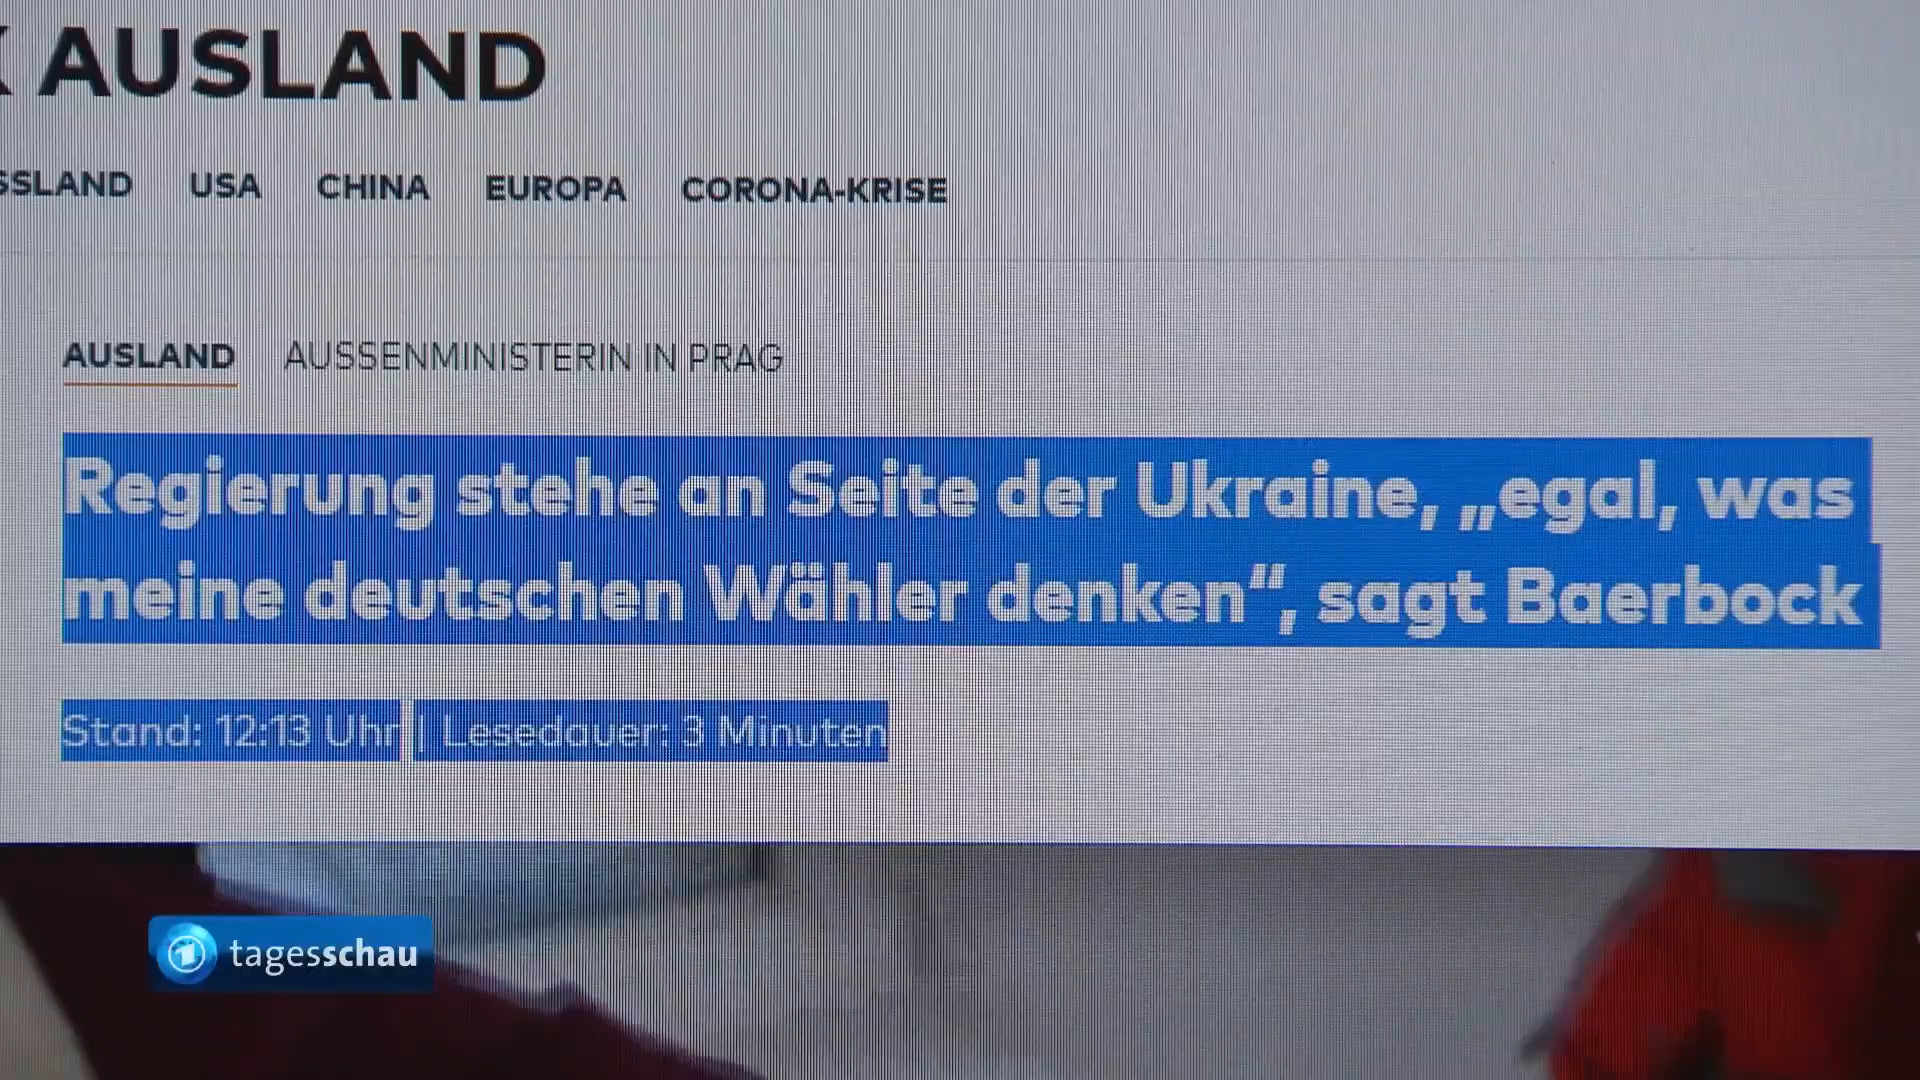 AUSLAND
SSLAND USA CHINA EUROPA CORONA-KRISE
AUSLAND AUSSENMINISTERIN IN PRAG
Regierung stehe an Seite der Ukraine, „egal, was
meine deutschen Wähler denken“, sagt Baerbock
Stand: 12:13 Uhr | Lesedauer: 3 Minuten
tagesschau